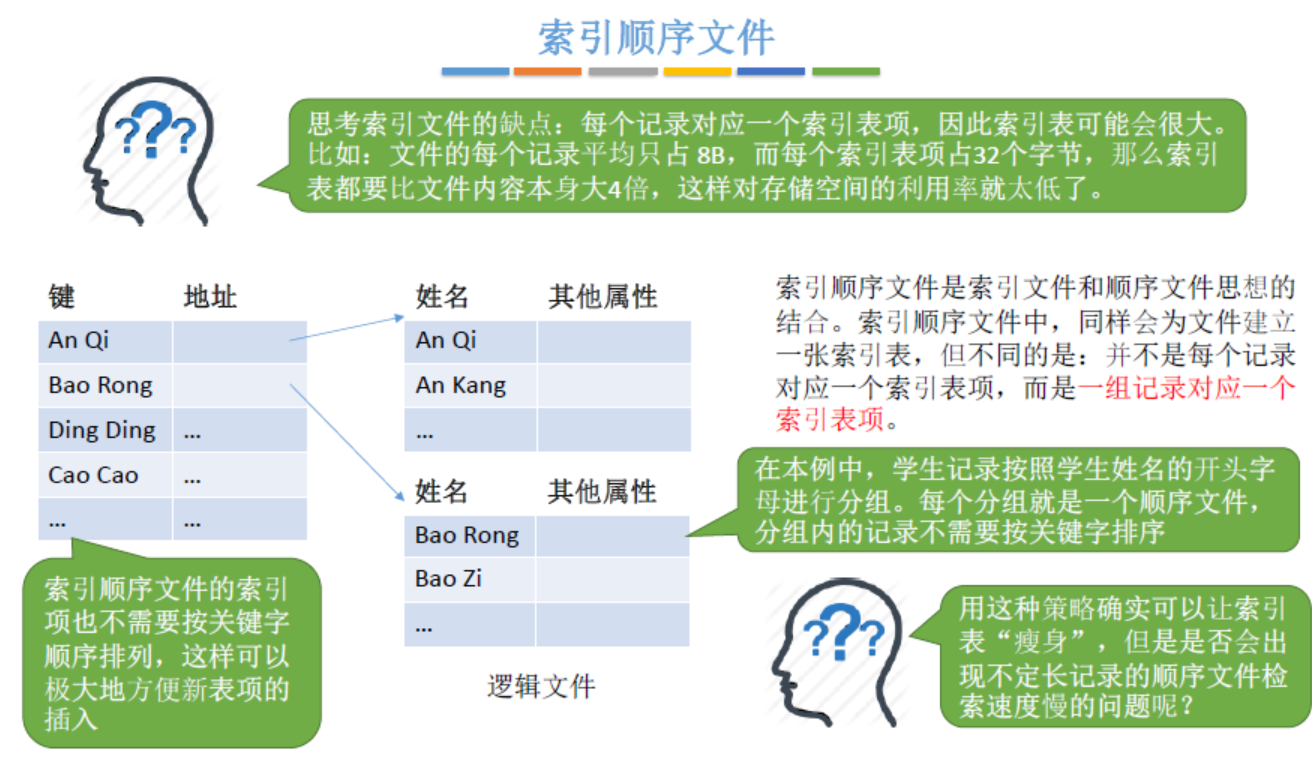 索引顺序文件
思考索引文件的缺点：每个记录对应一个索引表项，因此索引表可能会很大。
比如：文件的每个记录平均只占 8B，而每个索引表项占32个字节，那么索引
表都要比文件内容本身大4倍，这样对存储空间的利用率就太低了。
键 地址
An Qi
Bao Rong
Ding Ding ...
Cao Cao ...
... ...
索引顺序文件的索引
项也不需要按关键字
顺序排列，这样可以
极大地方便新表项的
插入
姓名 其他属性
An Qi
An Kang
...
姓名 其他属性
Bao Rong
Bao Zi
...
逻辑文件
索引顺序文件是索引文件和顺序文件思想的
结合。索引顺序文件中，同样会为文件建立
一张索引表，但不同的是：并不是每个记录
对应一个索引表项，而是一组记录对应一个
索引表项。
在本例中，学生记录按照学生姓名的开头字
母进行分组。每个分组就是一个顺序文件，
分组内的记录不需要按关键字排序
???
用这种策略确实可以让索引
表“瘦身”，但是是否会出
现不定长记录的顺序文件检
索速度慢的问题呢？
???